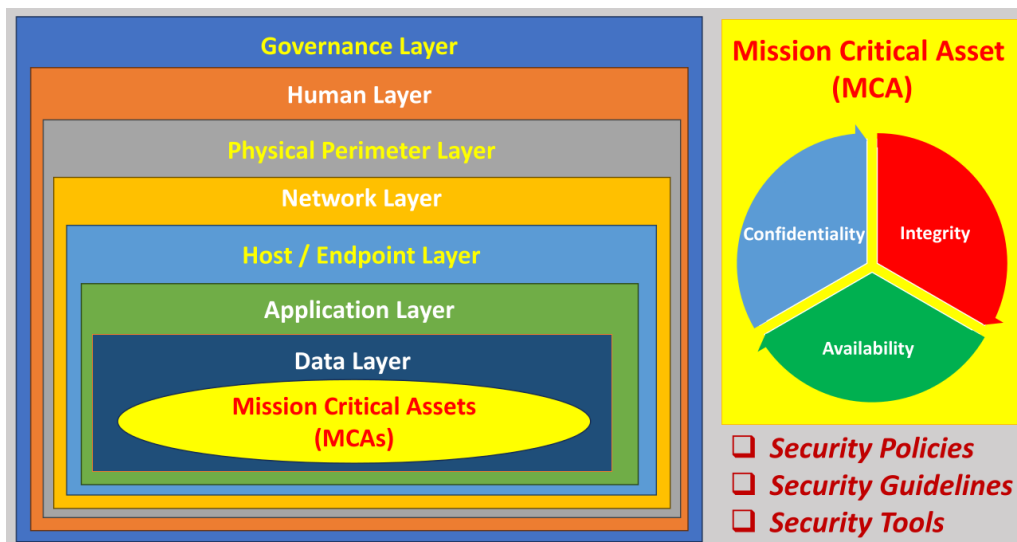 Governance Layer
Human Layer
Physical Perimeter Layer
Network Layer
Host / Endpoint Layer
Application Layer
Data Layer
Mission Critical Assets
(MCAs)
Mission Critical Asset
(MCA)
Confidentiality
Integrity
Availability
Security Policies
Security Guidelines
Security Tools